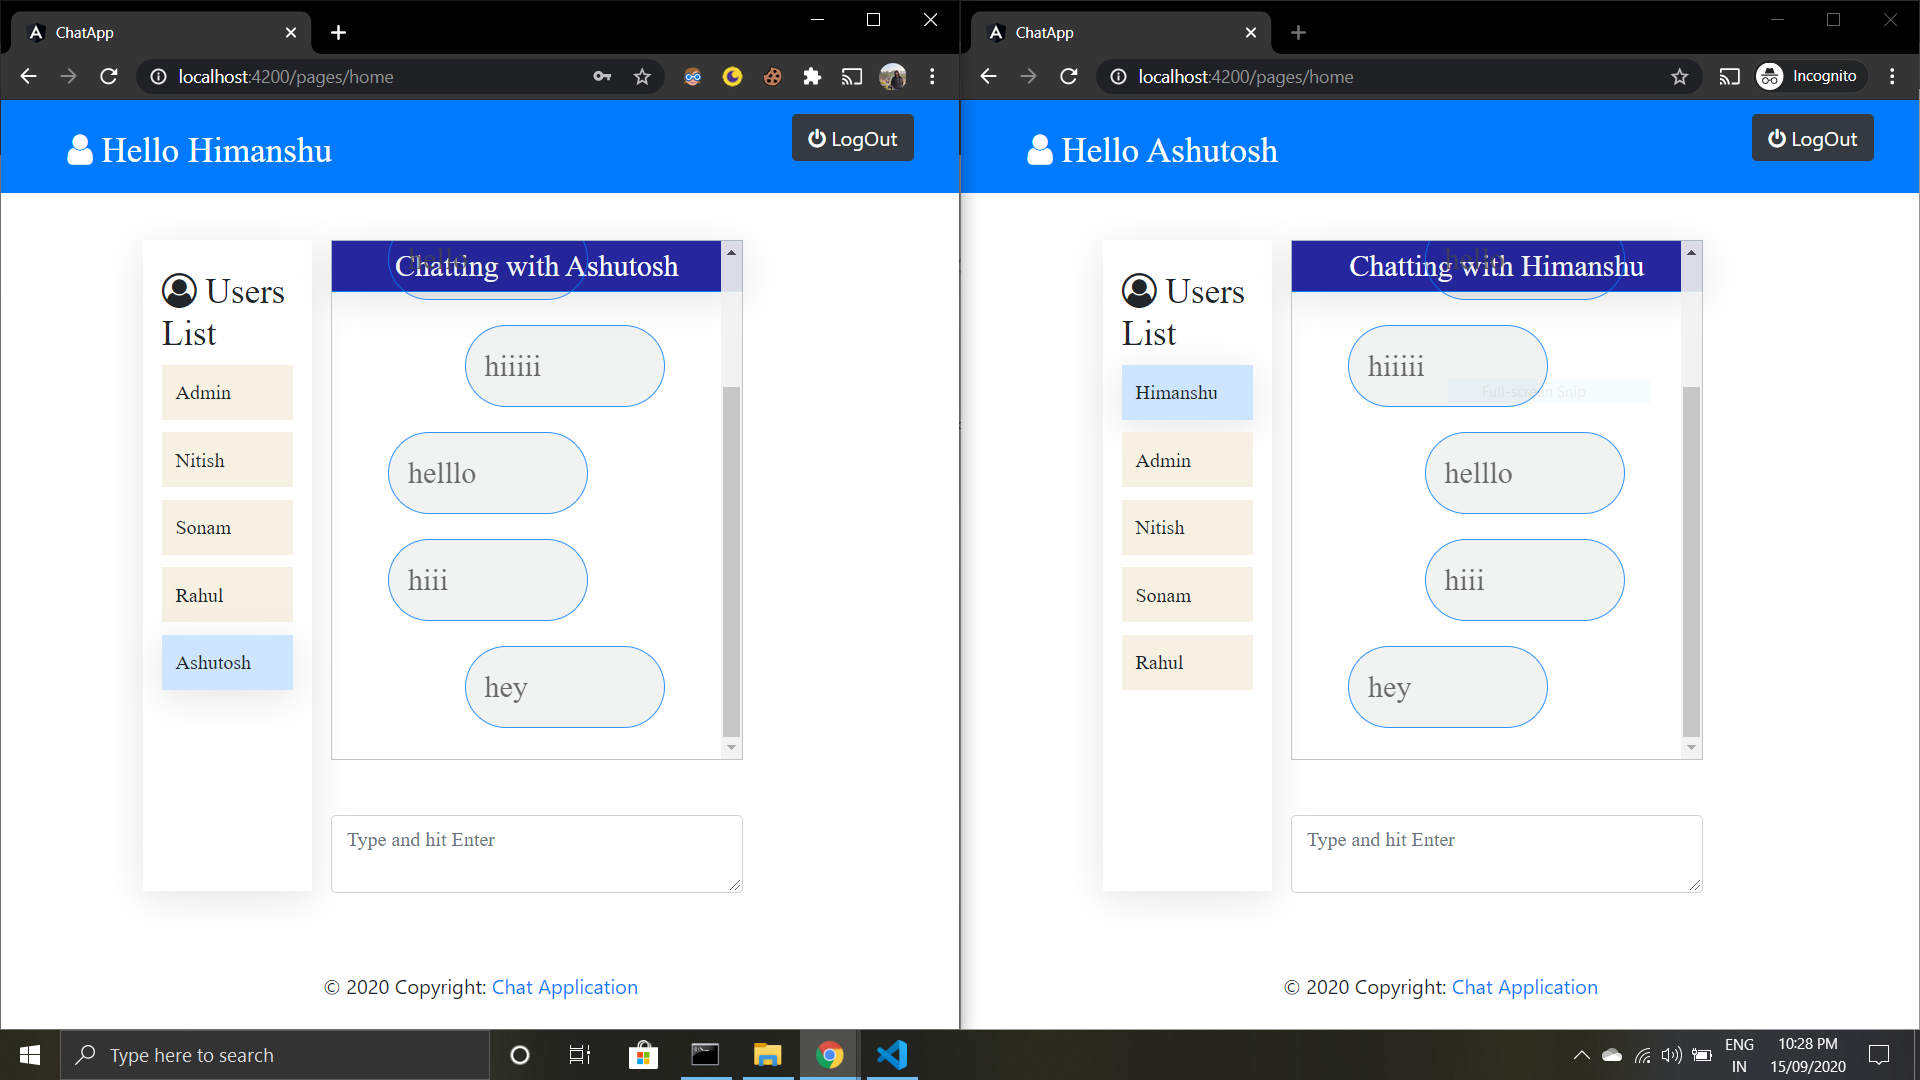 ChatApp
localhost:4200/pages/home
Hello Himanshu
LogOut
Users
List
Admin
Nitish
Sonam
Rahul
Ashutosh
hello
Chatting with Ashutosh
hiiiii
helllo
hiii
hey
Type and hit Enter
© 2020 Copyright: Chat Application
ChatApp
localhost:4200/pages/home
Incognito
Hello Ashutosh
LogOut
Users
List
Himanshu
Admin
Nitish
Sonam
Rahul
hello
Chatting with Himanshu
hiiiii
Full-screen Snip
helllo
hiii
hey
Type and hit Enter
© 2020 Copyright: Chat Application
Type here to search
ENG
IN
10:28 PM
15/09/2020